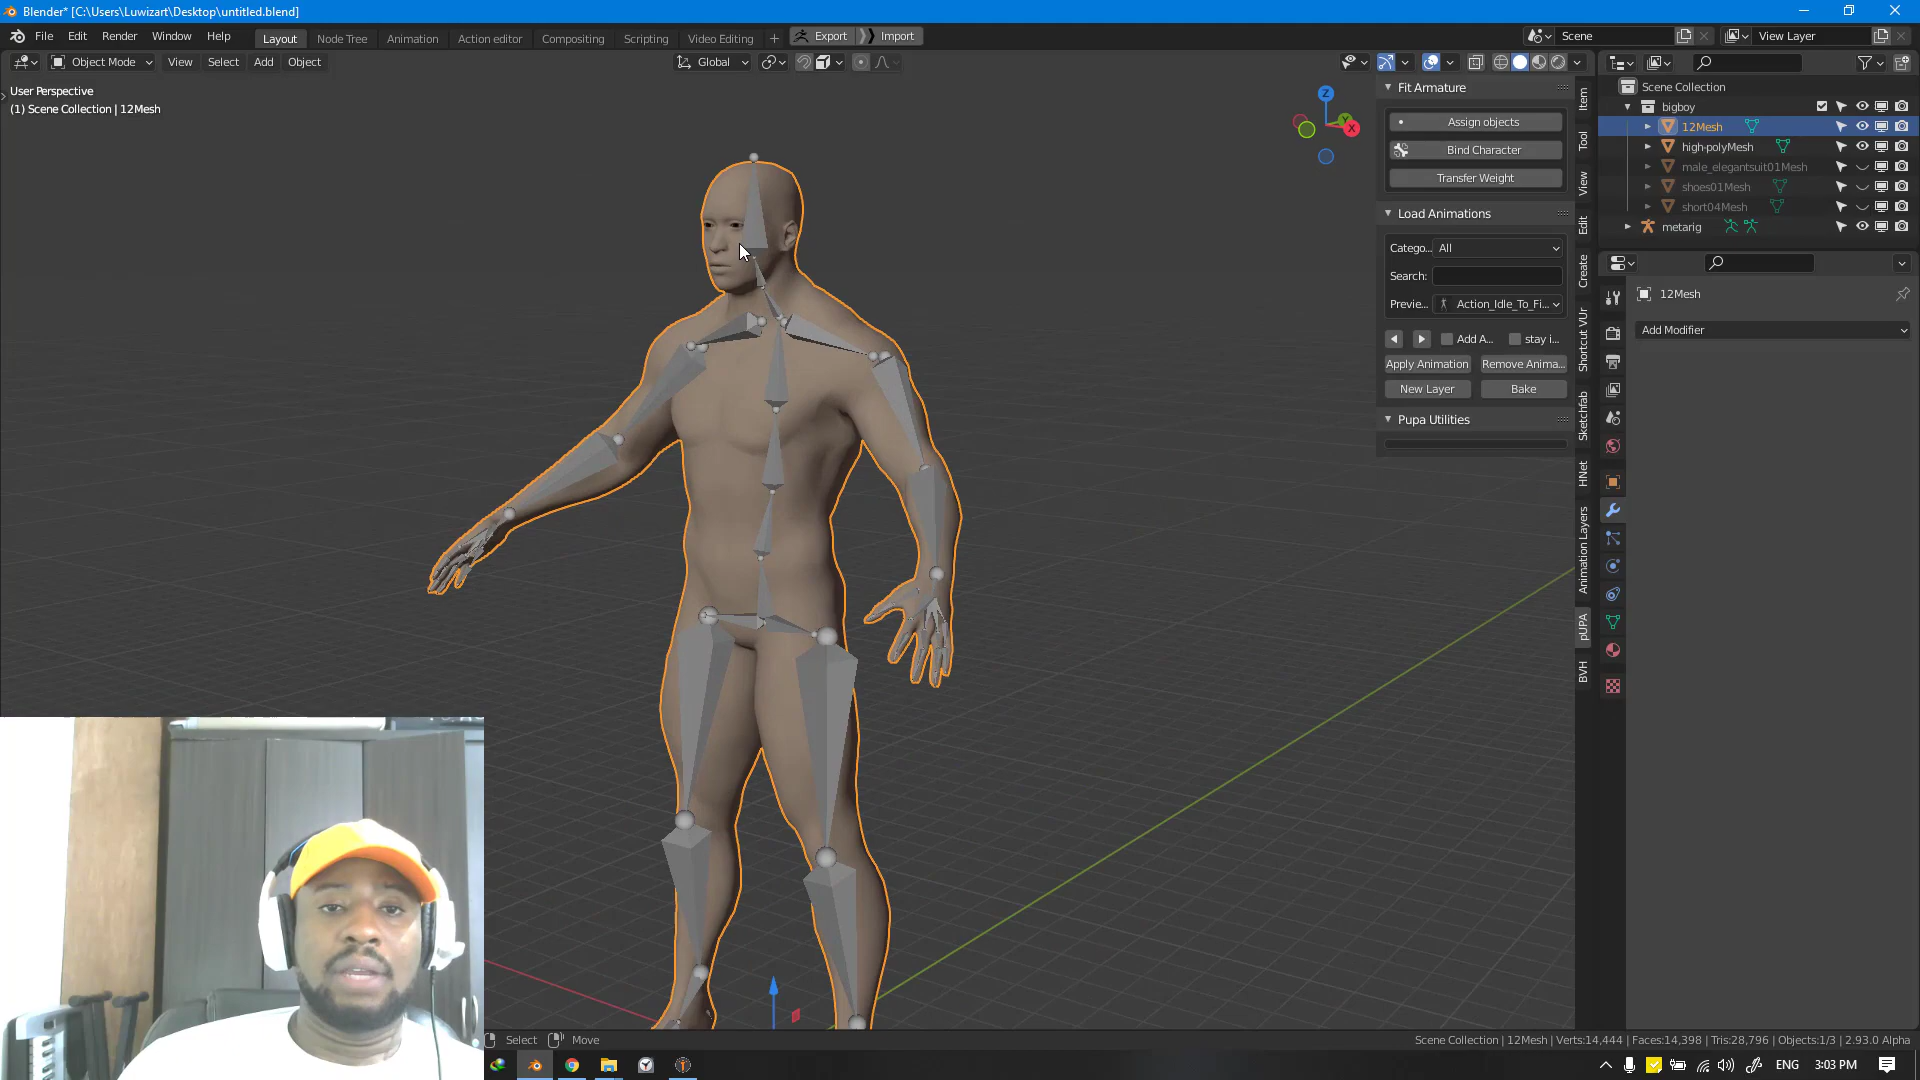 Blender* [C:\Users\Luwizart\Desktop\untitled.blend]
File Edit Render Window Help
Layout Node Tree Animation Action editor Compositing Scripting Video Editing + Export Import
Scene
View Layer
Object Mode View Select Add Object
Global
User Perspective
(1) Scene Collection | 12Mesh
Z
Y
X
Fit Armature
Assign objects
Bind Character
Transfer Weight
Load Animations
Catego... All
Search:
Previe... Action_Idle_To_Fi...
Add A... stay i...
Apply Animation Remove Anima...
New Layer Bake
Pupa Utilities
Item
Tool
View
Edit
Create
Shortcut VUr
Sketchfab
HNet
Animation Layers
pUPA
BVH
Scene Collection
bigboy
12Mesh
high-polyMesh
male_elegantsuit01Mesh
shoes01Mesh
short04Mesh
metarig
12Mesh
Add Modifier
Select Move
Scene Collection | 12Mesh | Verts:14,444 | Faces:14,398 | Tris:28,796 | Objects:1/3 | 2.93.0 Alpha
ENG 3:03 PM